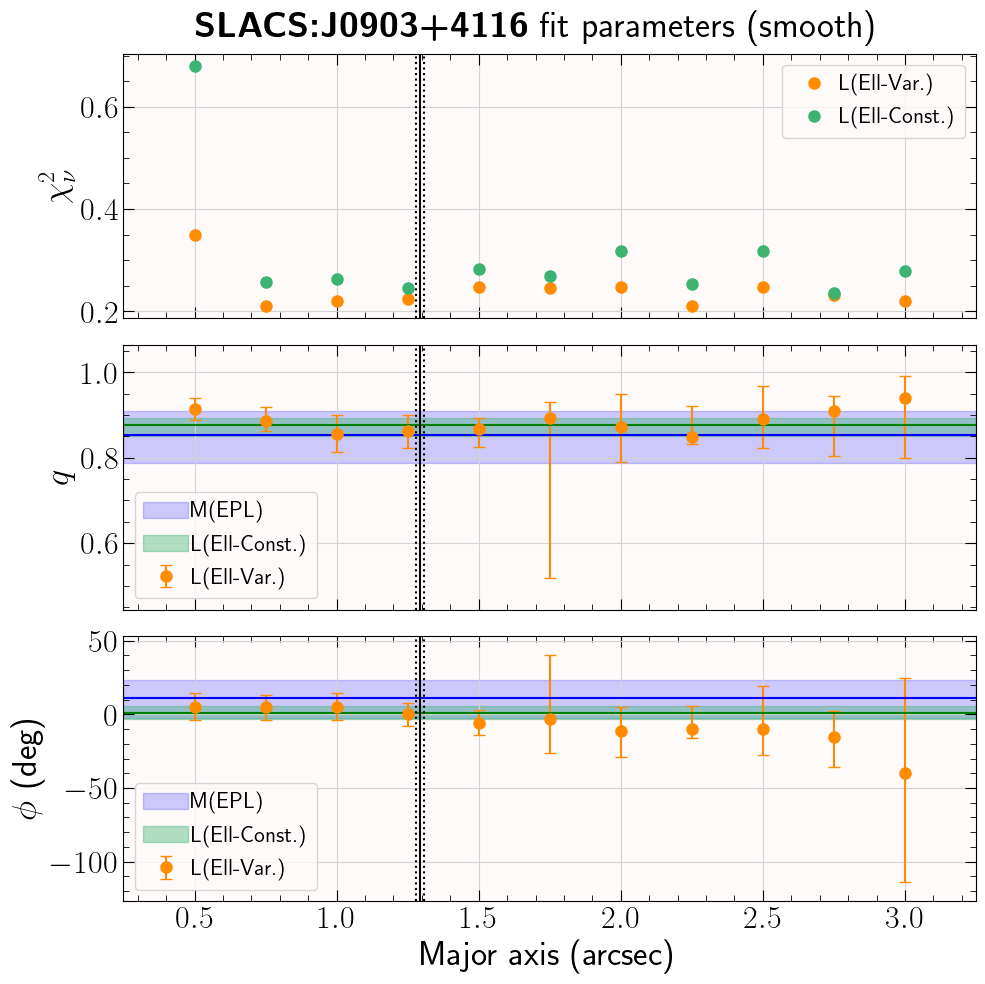 SLACS:J0903+4116 fit parameters (smooth)
L(Ell-Var.)
L(Ell-Const.)
χ²ᵥ
0.6
0.4
0.2
q
1.0
0.8
0.6
M(EPL)
L(Ell-Const.)
L(Ell-Var.)
ϕ (deg)
50
0
−50
−100
M(EPL)
L(Ell-Const.)
L(Ell-Var.)
0.5 1.0 1.5 2.0 2.5 3.0
Major axis (arcsec)